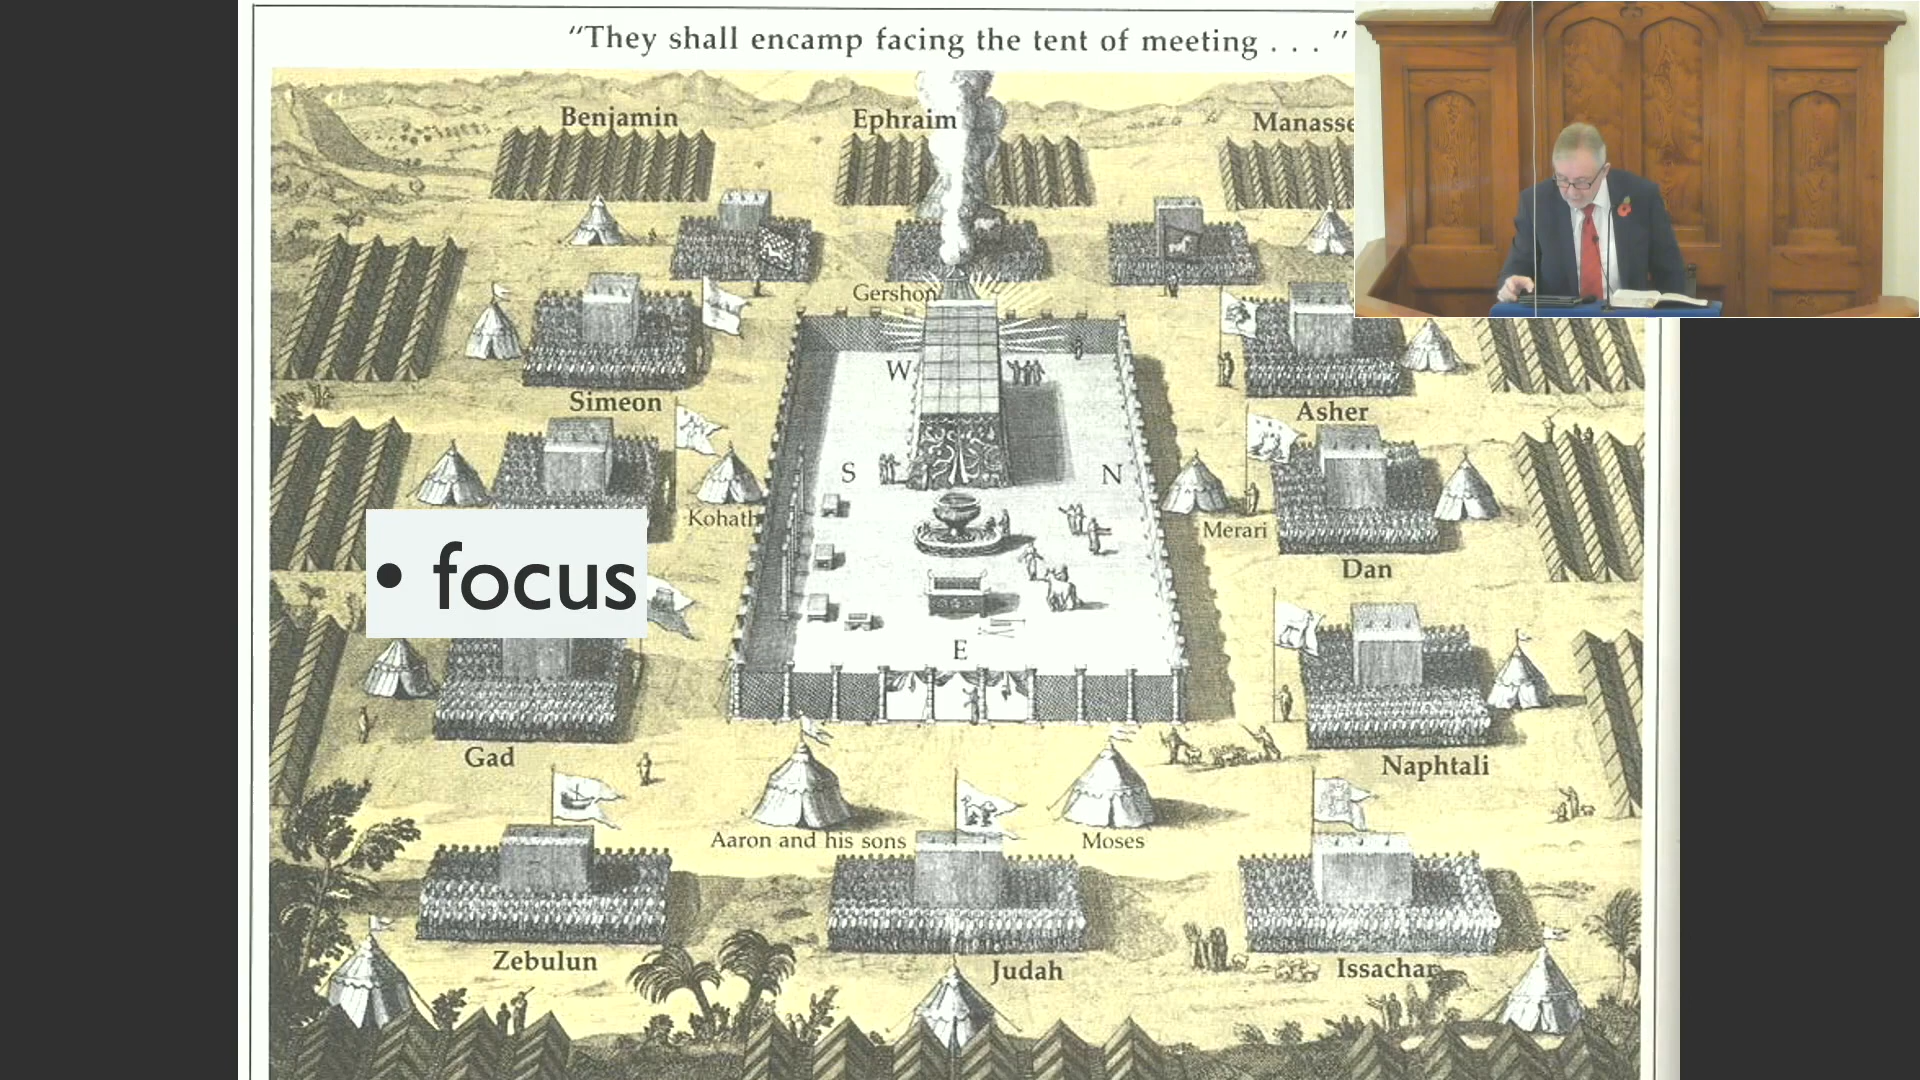 "They shall encamp facing the tent of meeting . . ."
Benjamin
Ephraim
Manasse
Gershon
W
Simeon
Asher
S
N
Kohath
Merari
Dan
• focus
E
Gad
Naphtali
Aaron and his sons
Moses
Zebulun
Judah
Issachar